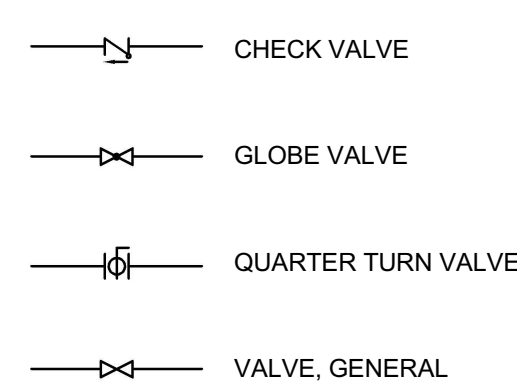 CHECK VALVE
GLOBE VALVE
QUARTER TURN VALVE
VALVE, GENERAL